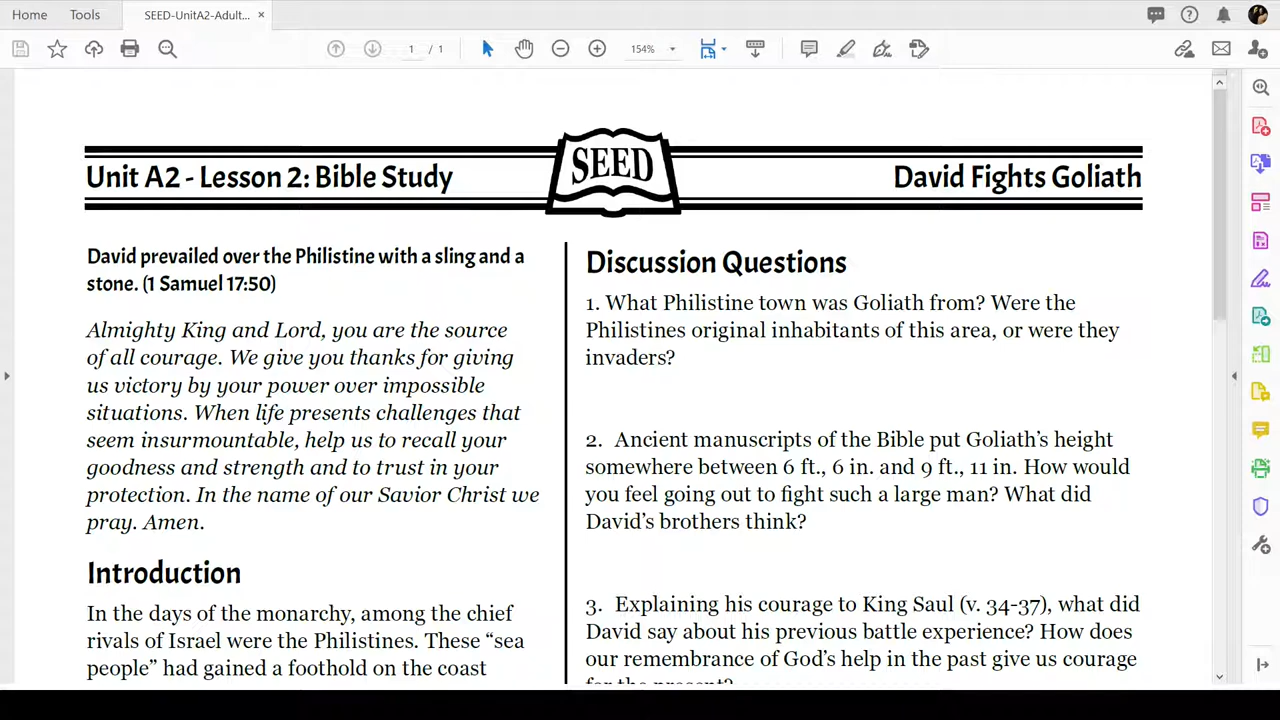 Home
Tools
SEED-UnitA2-Adult...
1 / 1
154%
SEED
Unit A2 - Lesson 2: Bible Study
David Fights Goliath
David prevailed over the Philistine with a sling and a
stone. (1 Samuel 17:50)
Almighty King and Lord, you are the source
of all courage. We give you thanks for giving
us victory by your power over impossible
situations. When life presents challenges that
seem insurmountable, help us to recall your
goodness and strength and to trust in your
protection. In the name of our Savior Christ we
pray. Amen.
Introduction
In the days of the monarchy, among the chief
rivals of Israel were the Philistines. These “sea
people” had gained a foothold on the coast
Discussion Questions
1. What Philistine town was Goliath from? Were the
Philistines original inhabitants of this area, or were they
invaders?
2. Ancient manuscripts of the Bible put Goliath’s height
somewhere between 6 ft., 6 in. and 9 ft., 11 in. How would
you feel going out to fight such a large man? What did
David’s brothers think?
3. Explaining his courage to King Saul (v. 34-37), what did
David say about his previous battle experience? How does
our remembrance of God’s help in the past give us courage
for the present?